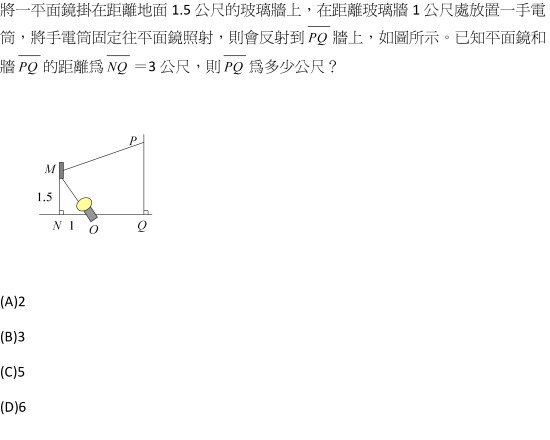 將一平面鏡掛在距離地面 1.5 公尺的玻璃牆上，在距離玻璃牆 1 公尺處放置一手電
筒，將手電筒固定往平面鏡照射，則會反射到 PQ 牆上，如圖所示。已知平面鏡和
牆 PQ 的距離為 NQ ＝3 公尺，則 PQ 為多少公尺？
P
M
1.5
N 1 O Q
(A)2
(B)3
(C)5
(D)6